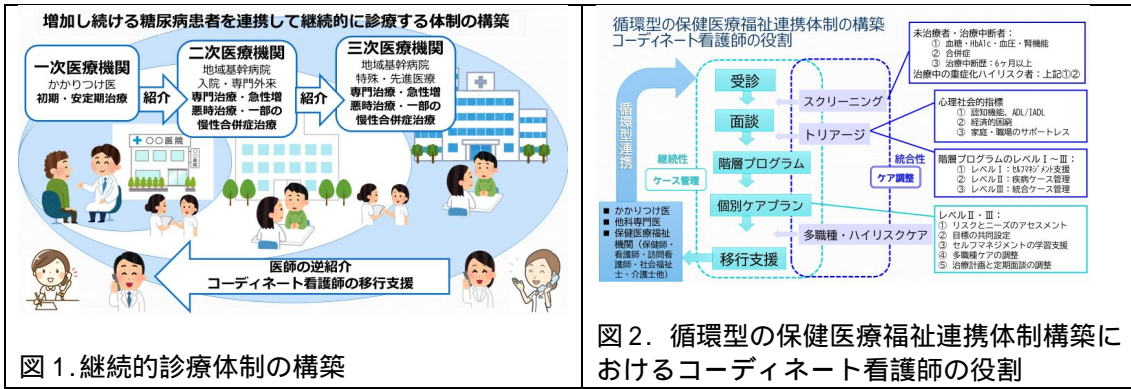 増加し続ける糖尿病患者を連携して継続的に診療する体制の構築
一次医療機関
かかりつけ医
初期・安定期治療
紹介
二次医療機関
地域基幹病院
入院・専門外来
専門治療・急性増
悪時治療・一部の
慢性合併症治療
紹介
三次医療機関
地域基幹病院
特殊・先進医療
専門治療・急性増
悪時治療・一部の
慢性合併症治療
〇〇医院
医師の逆紹介
コーディネート看護師の移行支援
図1.継続的診療体制の構築
循環型の保健医療福祉連携体制の構築
コーディネート看護師の役割
循環型連携
受診
面談
階層プログラム
個別ケアプラン
移行支援
継続性
ケース管理
スクリーニング
トリアージ
統合性
ケア調整
多職種・ハイリスクケア
■ かかりつけ医
■ 他科専門医
■ 保健医療福祉
機関（保健師・
看護師・訪問看
護師・社会福祉
士・介護士他）
未治療者・治療中断者：
① 血糖・HbA1c・血圧・腎機能
② 合併症
③ 治療中断歴：6ヶ月以上
治療中の重症化ハイリスク者：上記①②
心理社会的指標
① 認知機能、ADL/IADL
② 経済的困窮
③ 家庭・職場のサポートレス
階層プログラムのレベルⅠ～Ⅲ：
① レベルⅠ：セルフマネジメント支援
② レベルⅡ：疾病ケース管理
③ レベルⅢ：統合ケース管理
レベルⅡ・Ⅲ：
① リスクとニーズのアセスメント
② 目標の共同設定
③ セルフマネジメントの学習支援
④ 多職種ケアの調整
⑤ 治療計画と定期面談の調整
図2．循環型の保健医療福祉連携体制構築に
おけるコーディネート看護師の役割